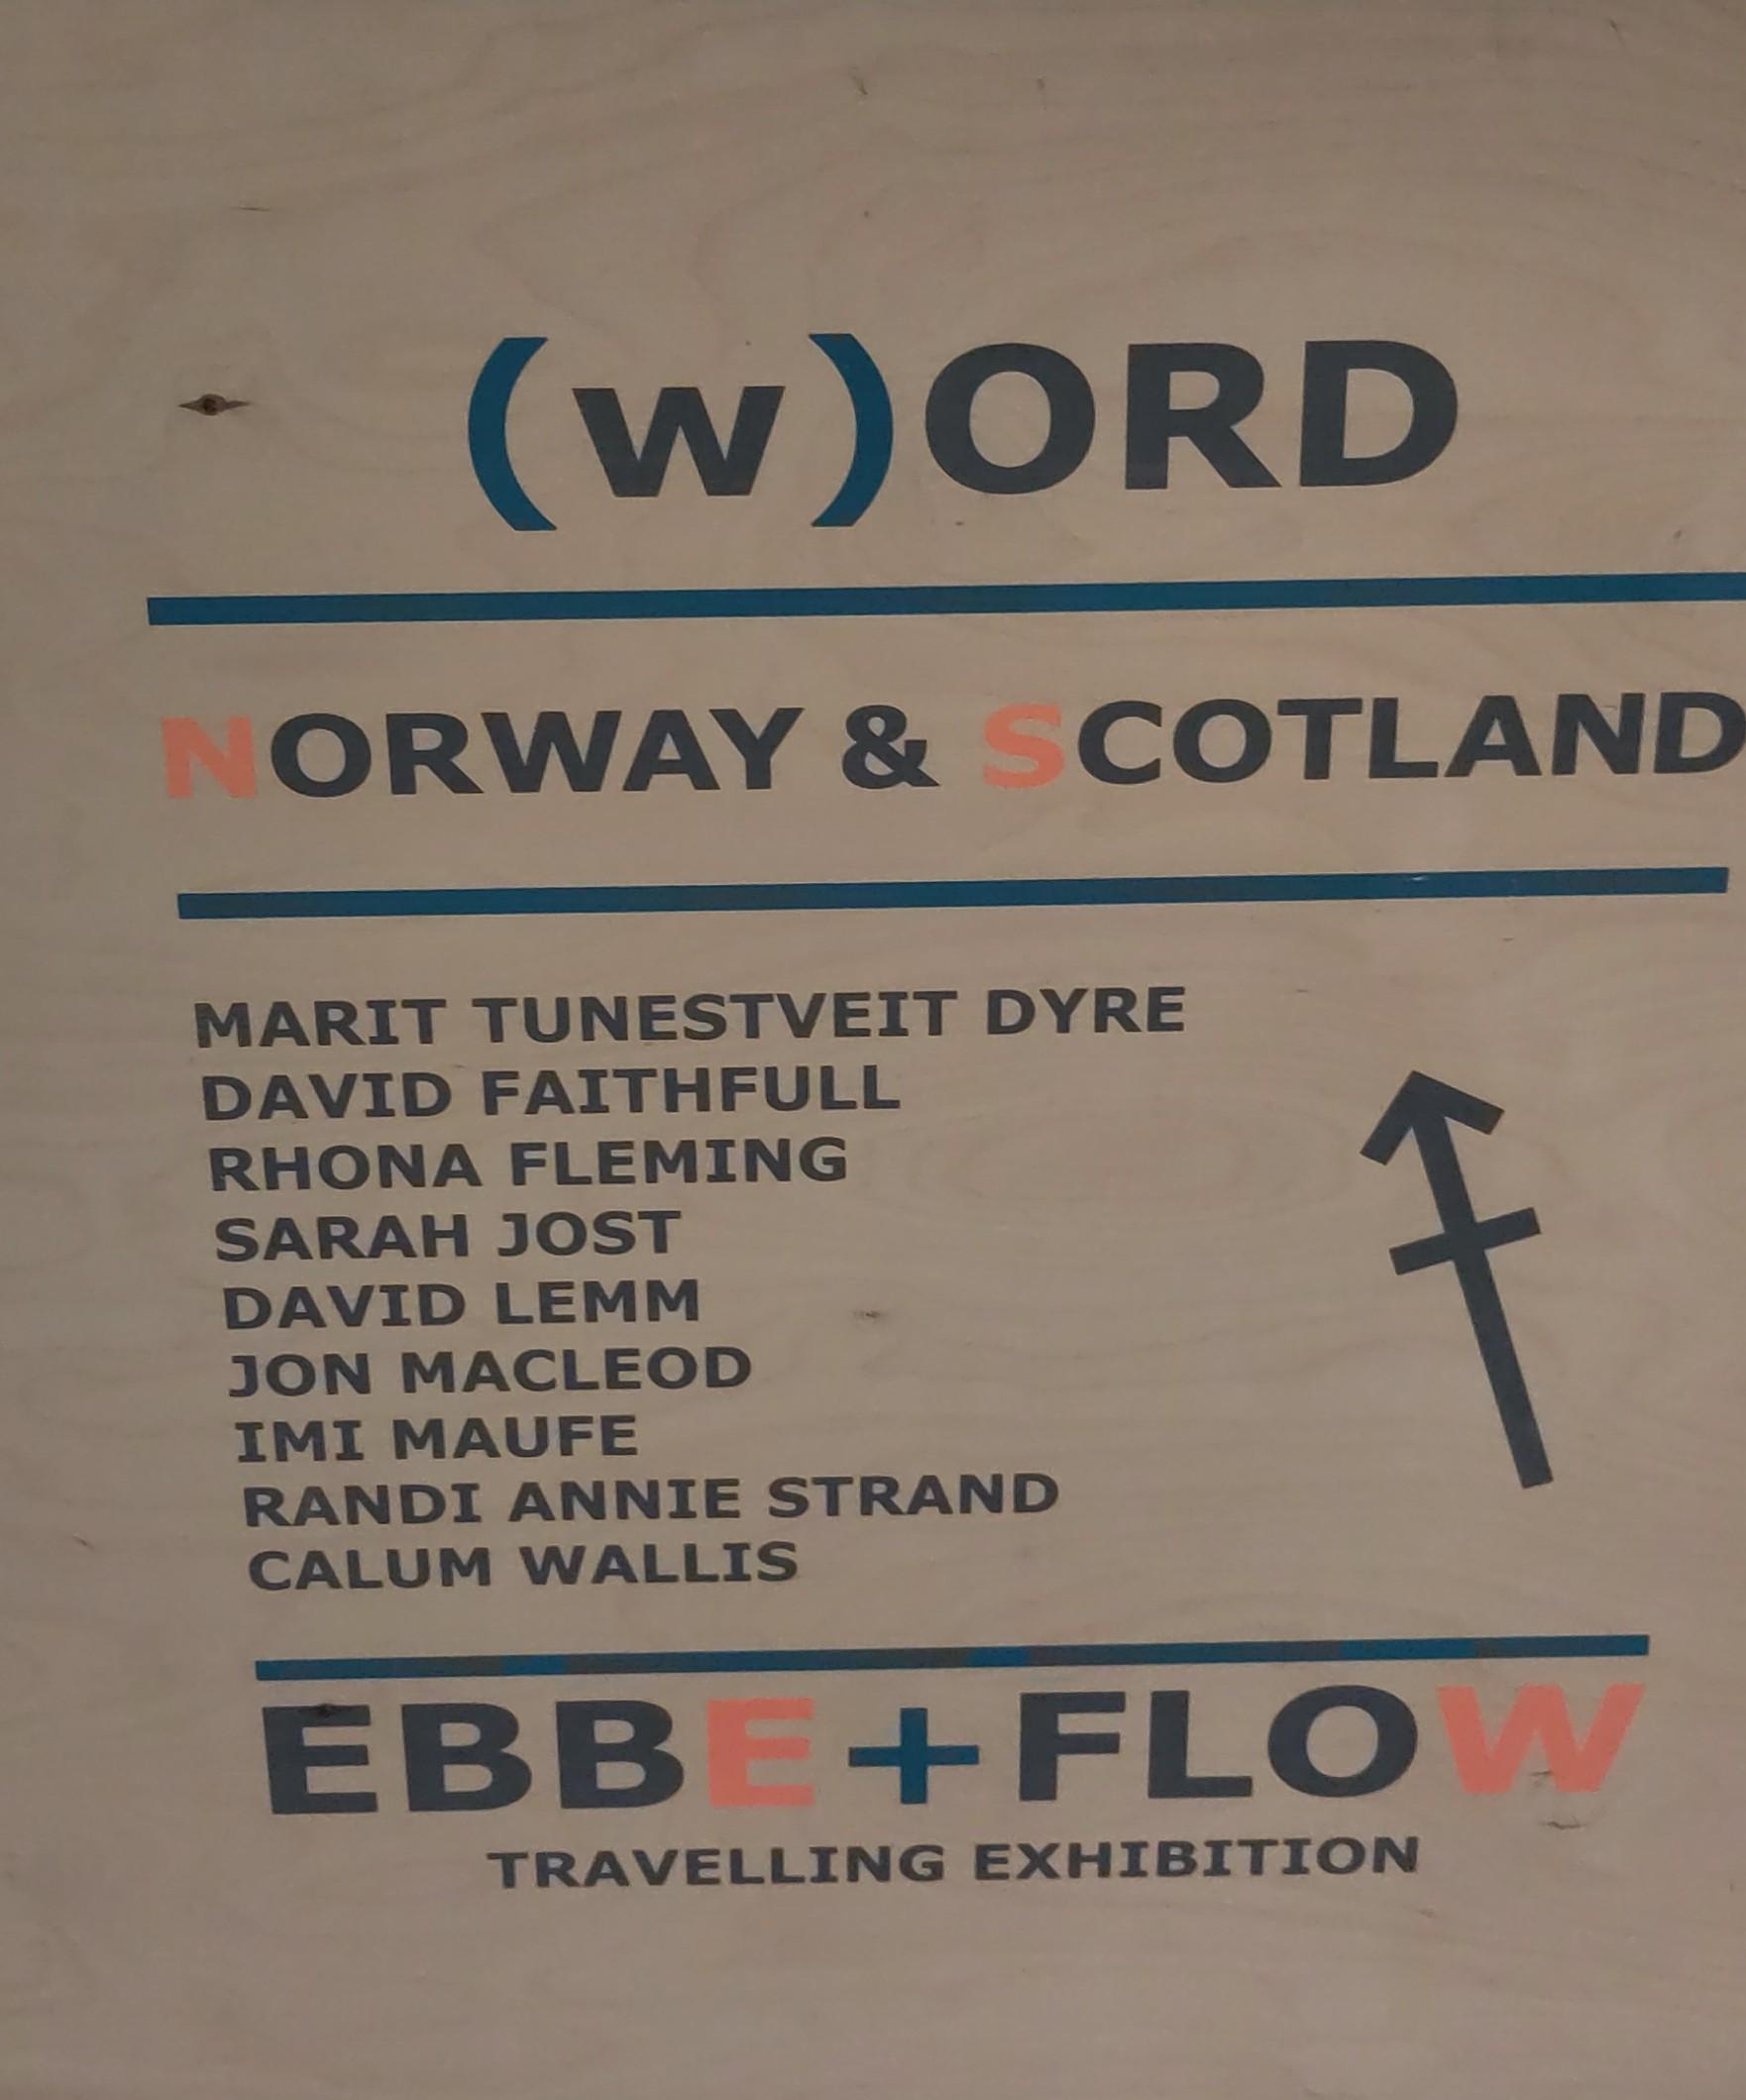 (w)ORD
NORWAY & SCOTLAND
MARIT TUNESTVEIT DYRE
DAVID FAITHFULL
RHONA FLEMING
SARAH JOST
DAVID LEMM
JON MACLEOD
IMI MAUFE
RANDI ANNIE STRAND
CALUM WALLIS
EBBE+FLOW
TRAVELLING EXHIBITION